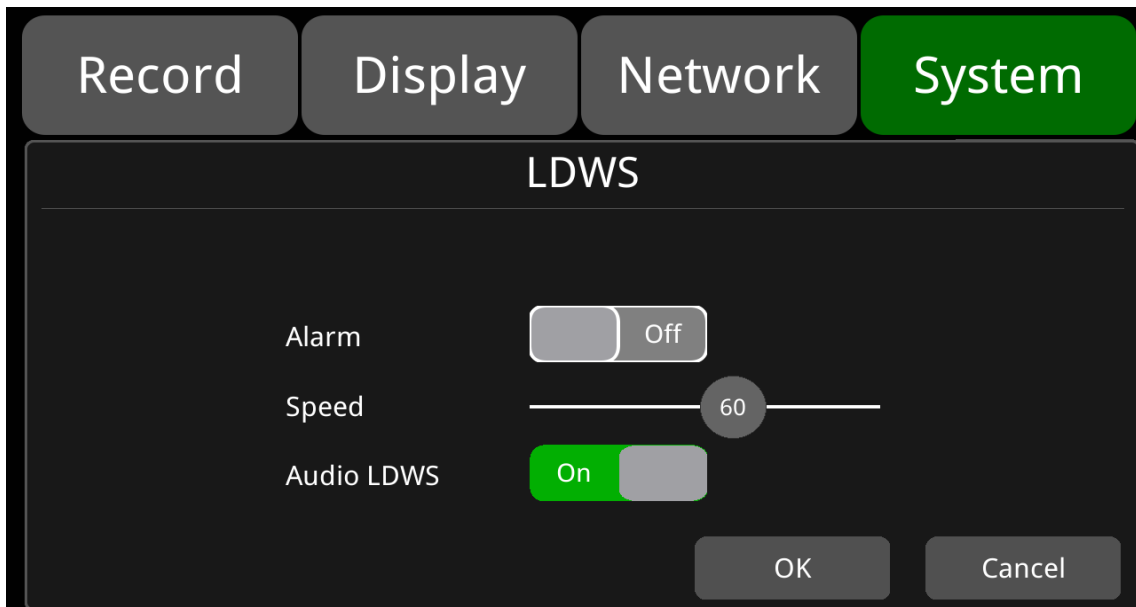 Record Display Network System
LDWS
Alarm Off
Speed 60
Audio LDWS On
OK Cancel